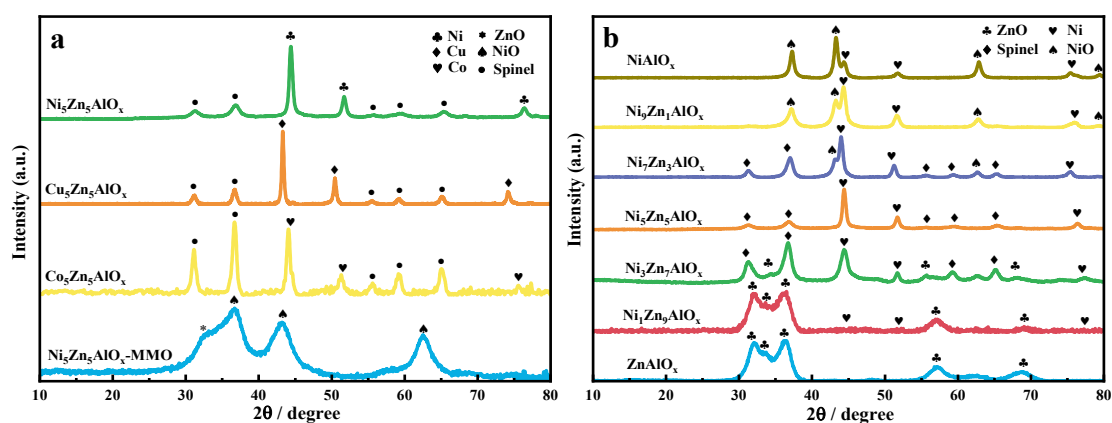 a
♣ Ni * ZnO
♦ Cu ♠ NiO
♥ Co ● Spinel
Ni₅Zn₅AlOₓ
Cu₅Zn₅AlOₓ
Co₅Zn₅AlOₓ
Ni₅Zn₅AlOₓ-MMO
Intensity (a.u.)
10 20 30 40 50 60 70 80
2θ / degree
b
♣ ZnO ♥ Ni
♦ Spinel ♠ NiO
NiAlOₓ
Ni₉Zn₁AlOₓ
Ni₇Zn₃AlOₓ
Ni₅Zn₅AlOₓ
Ni₃Zn₇AlOₓ
Ni₁Zn₉AlOₓ
ZnAlOₓ
Intensity (a.u.)
10 20 30 40 50 60 70 80
2θ / degree